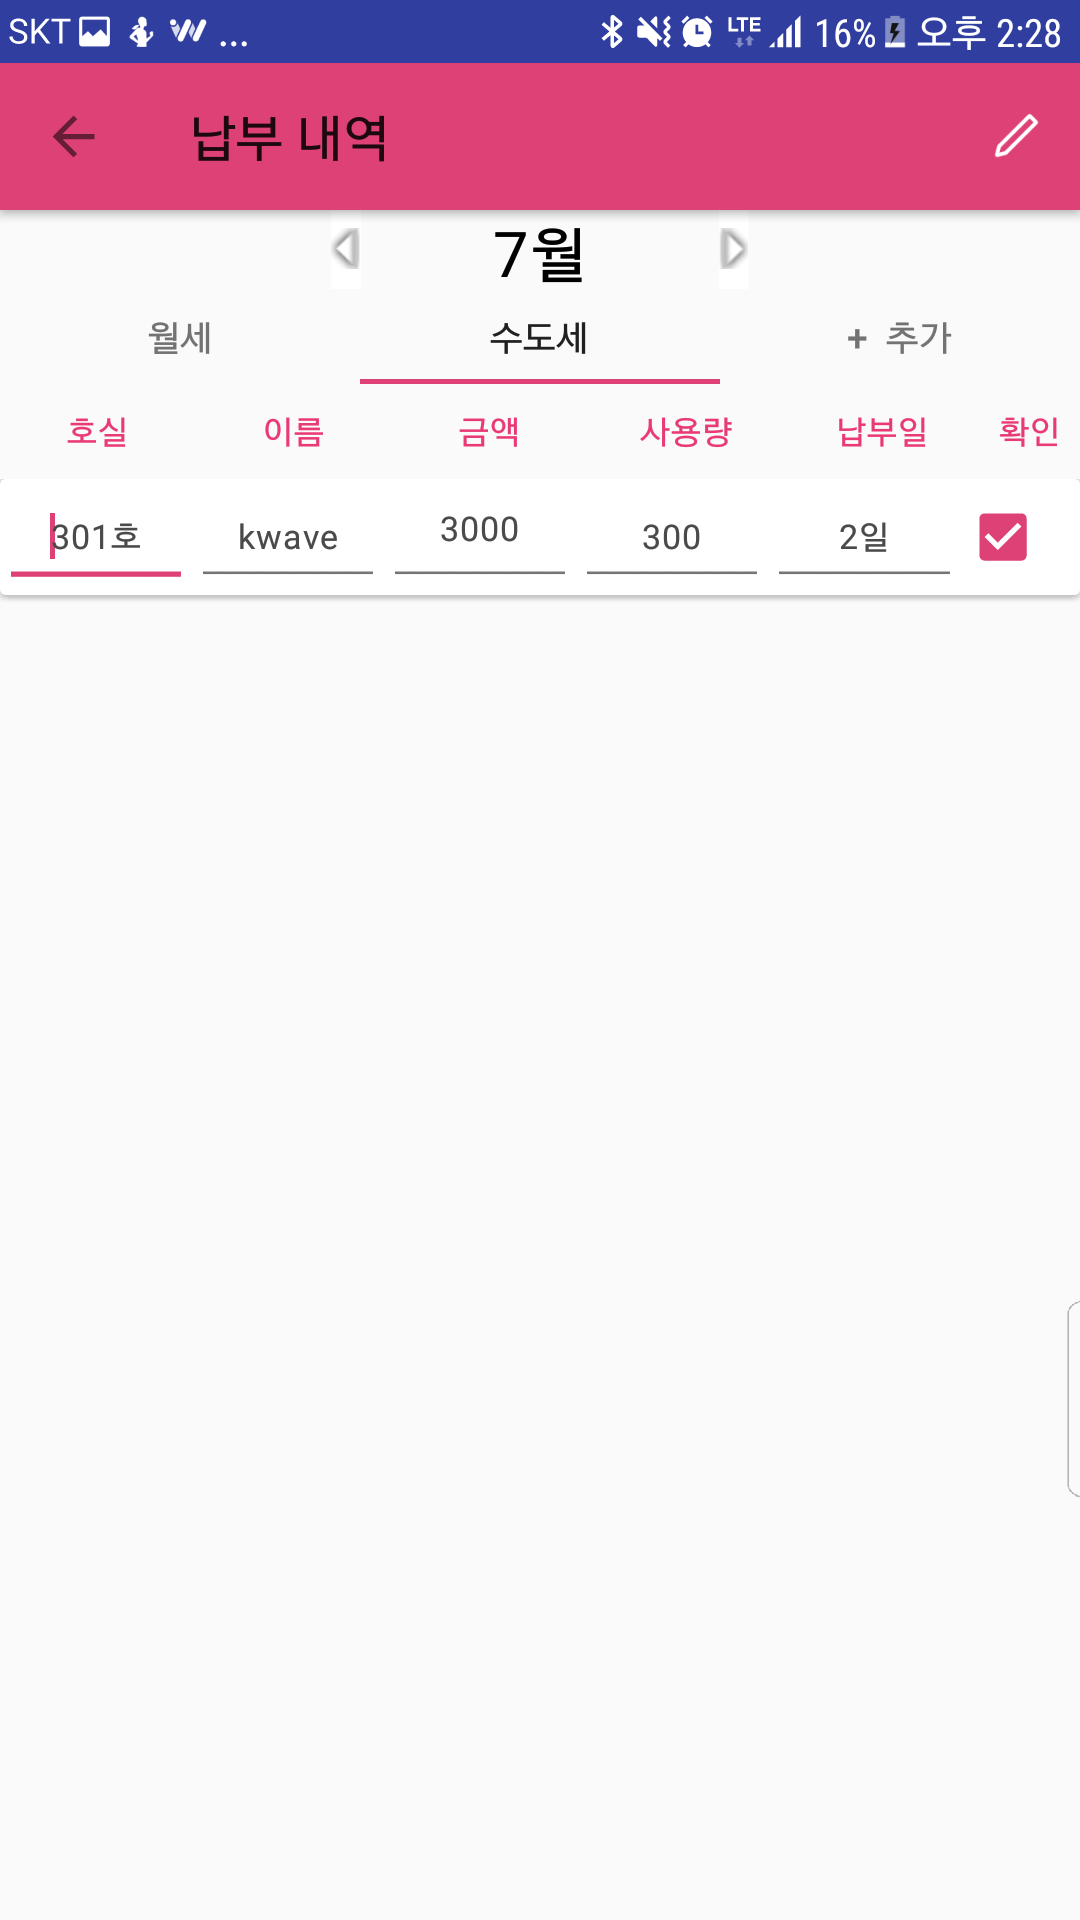 SKT ... LTE 16% 오후 2:28
납부 내역
7월
월세 수도세 + 추가
호실 이름 금액 사용량 납부일 확인
301호 kwave 3000 300 2일